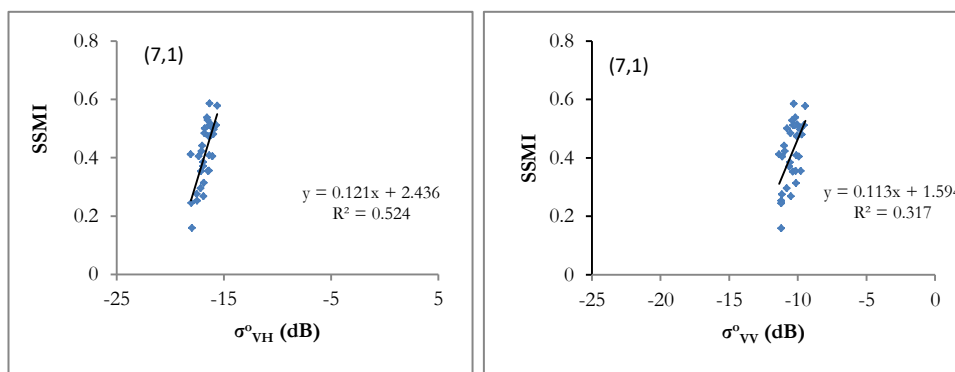 0.8
(7,1)
0.6
SSMI
0.4
y = 0.121x + 2.436
R² = 0.524
0.2
0
-25
-15
-5
5
σ°VH (dB)
0.8
(7,1)
0.6
SSMI
0.4
y = 0.113x + 1.594
R² = 0.317
0.2
0
-25
-20
-15
-10
-5
0
σ°VV (dB)